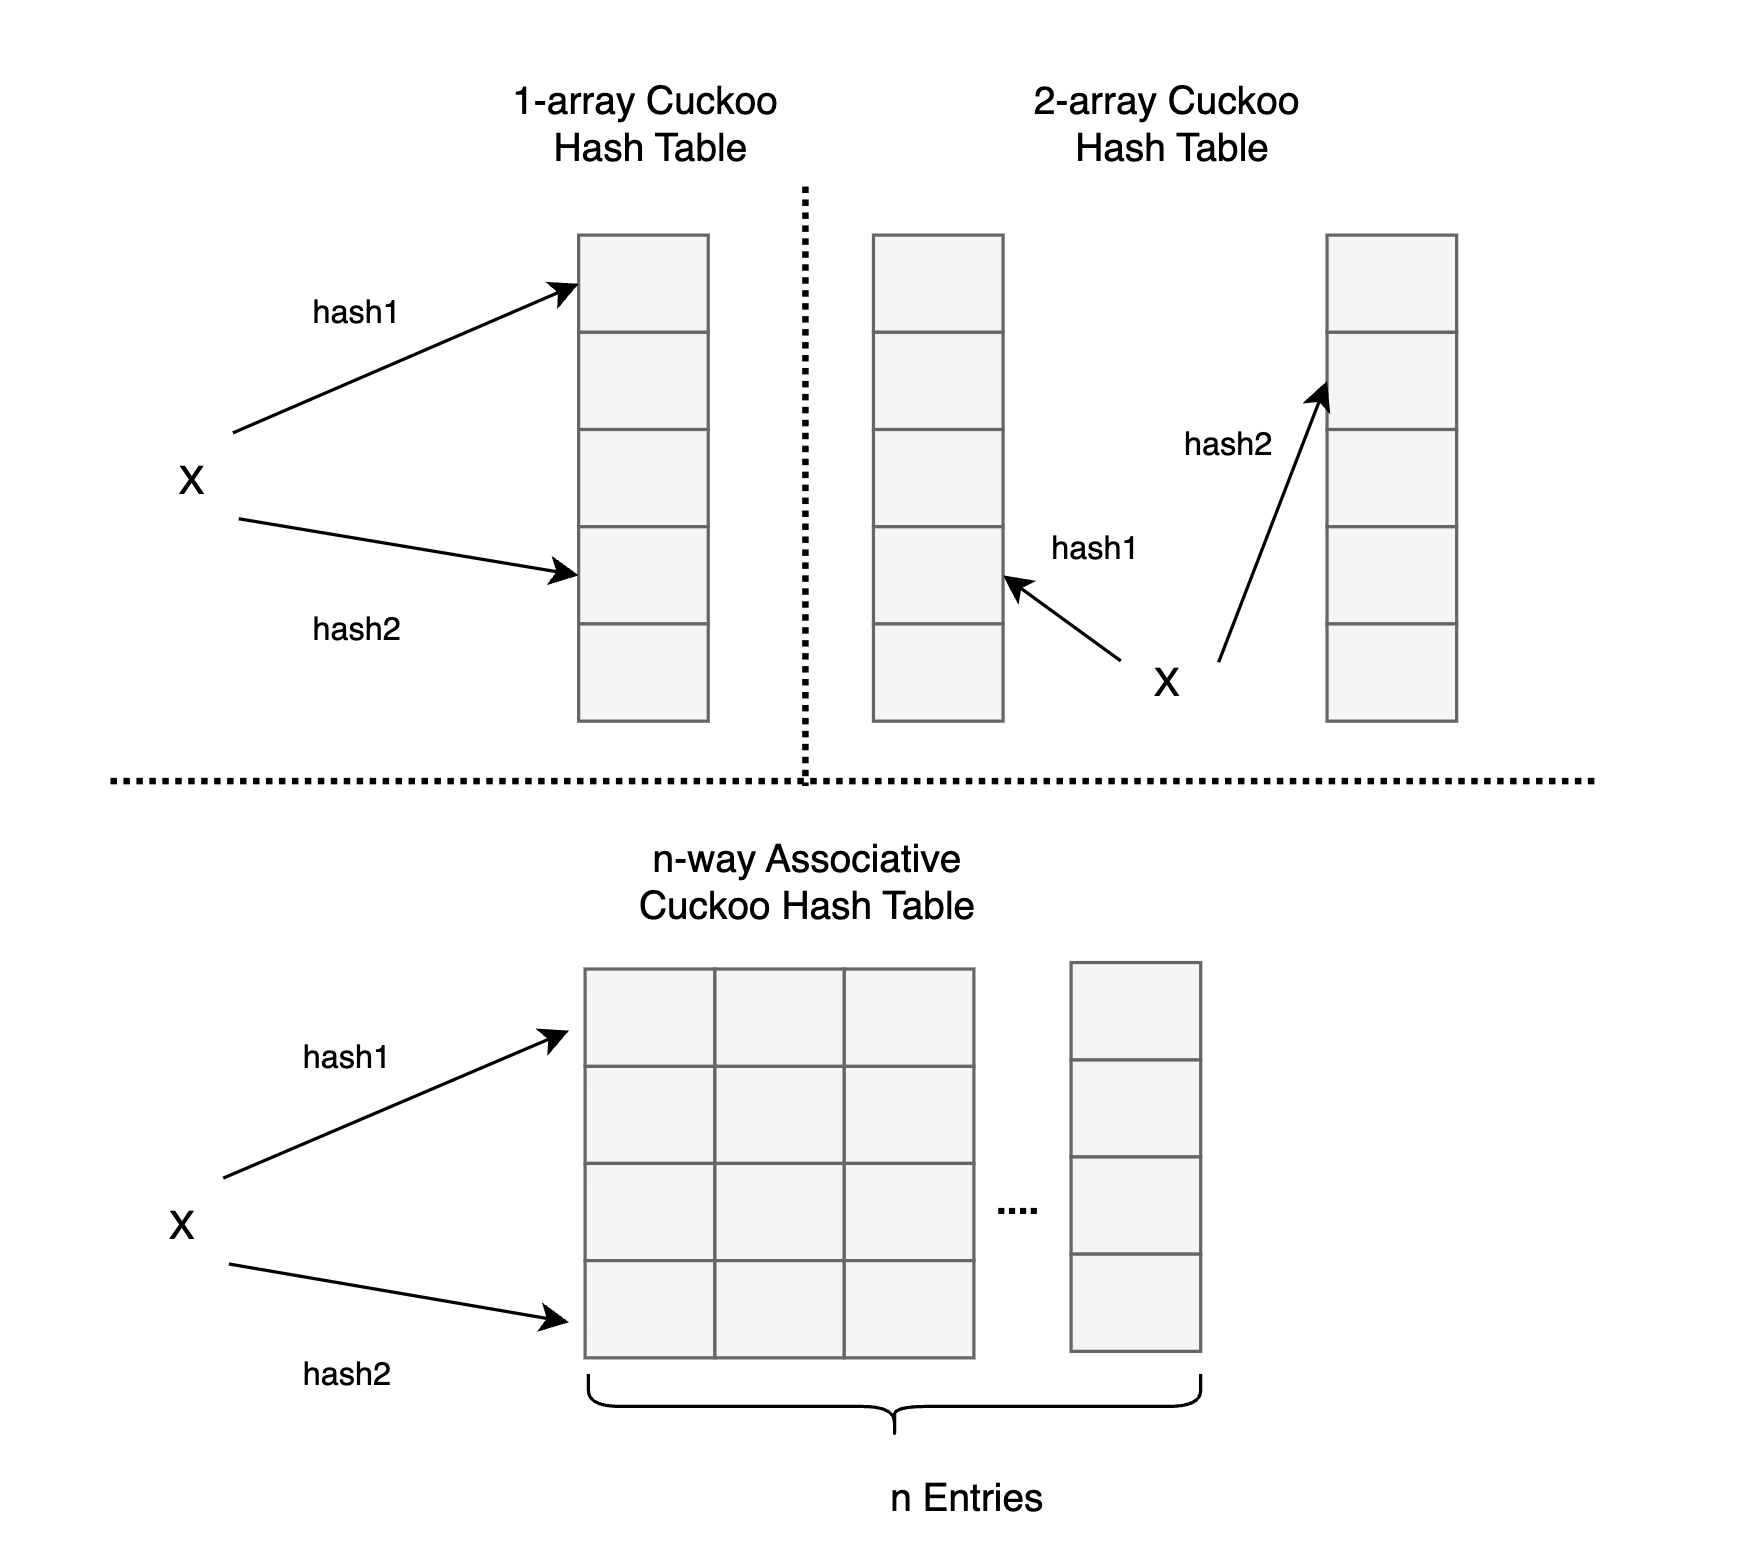 1-array Cuckoo
Hash Table
hash1
X
hash2
2-array Cuckoo
Hash Table
hash2
hash1
X
n-way Associative
Cuckoo Hash Table
hash1
X
hash2
....
n Entries